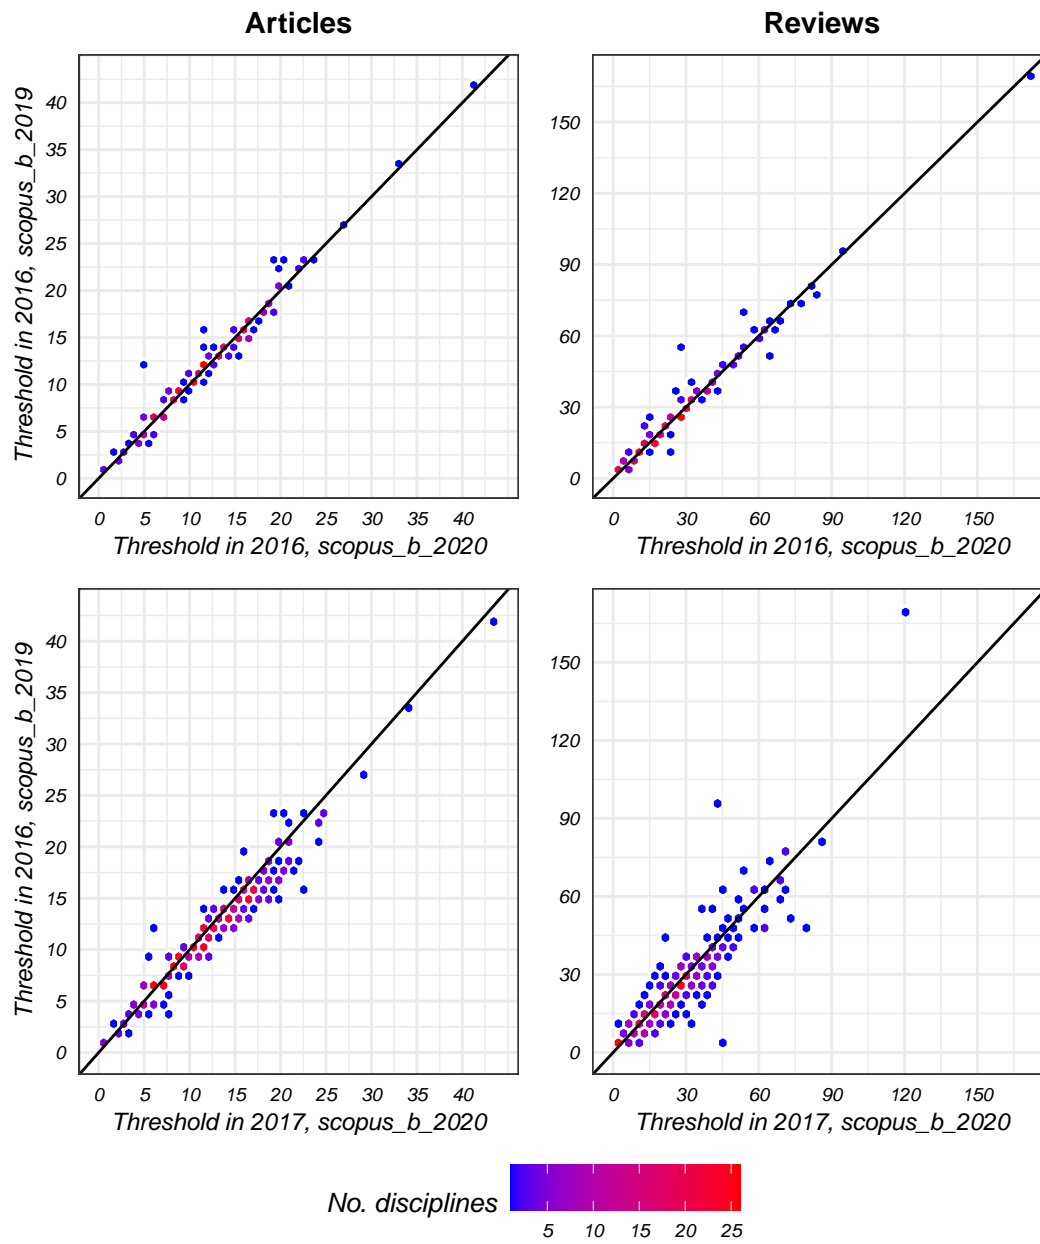 Articles
Reviews
Threshold in 2016, scopus_b_2019
40
35
30
25
20
15
10
5
0
0 5 10 15 20 25 30 35 40
Threshold in 2016, scopus_b_2020
150
120
90
60
30
0
0 30 60 90 120 150
Threshold in 2016, scopus_b_2020
Threshold in 2016, scopus_b_2019
40
35
30
25
20
15
10
5
0
0 5 10 15 20 25 30 35 40
Threshold in 2017, scopus_b_2020
150
120
90
60
30
0
0 30 60 90 120 150
Threshold in 2017, scopus_b_2020
No. disciplines
5 10 15 20 25